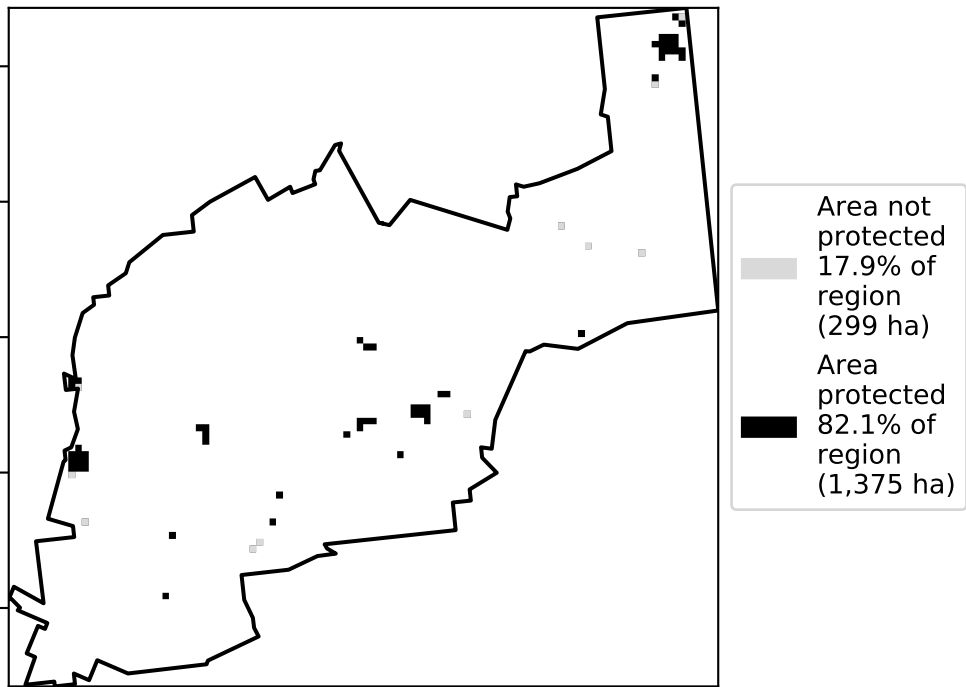 Area not
protected
17.9% of
region
(299 ha)
Area
protected
82.1% of
region
(1,375 ha)